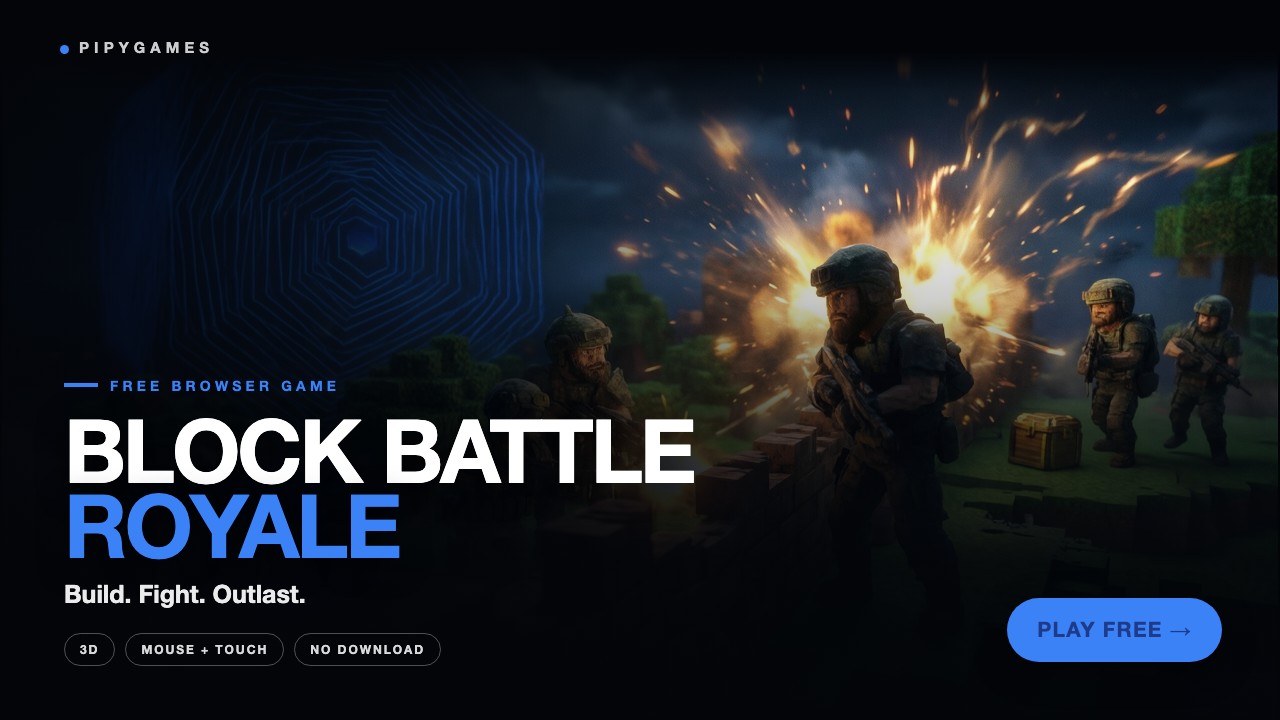 PIPYGAMES
FREE BROWSER GAME
BLOCK BATTLE
ROYALE
Build. Fight. Outlast.
3D
MOUSE + TOUCH
NO DOWNLOAD
PLAY FREE →